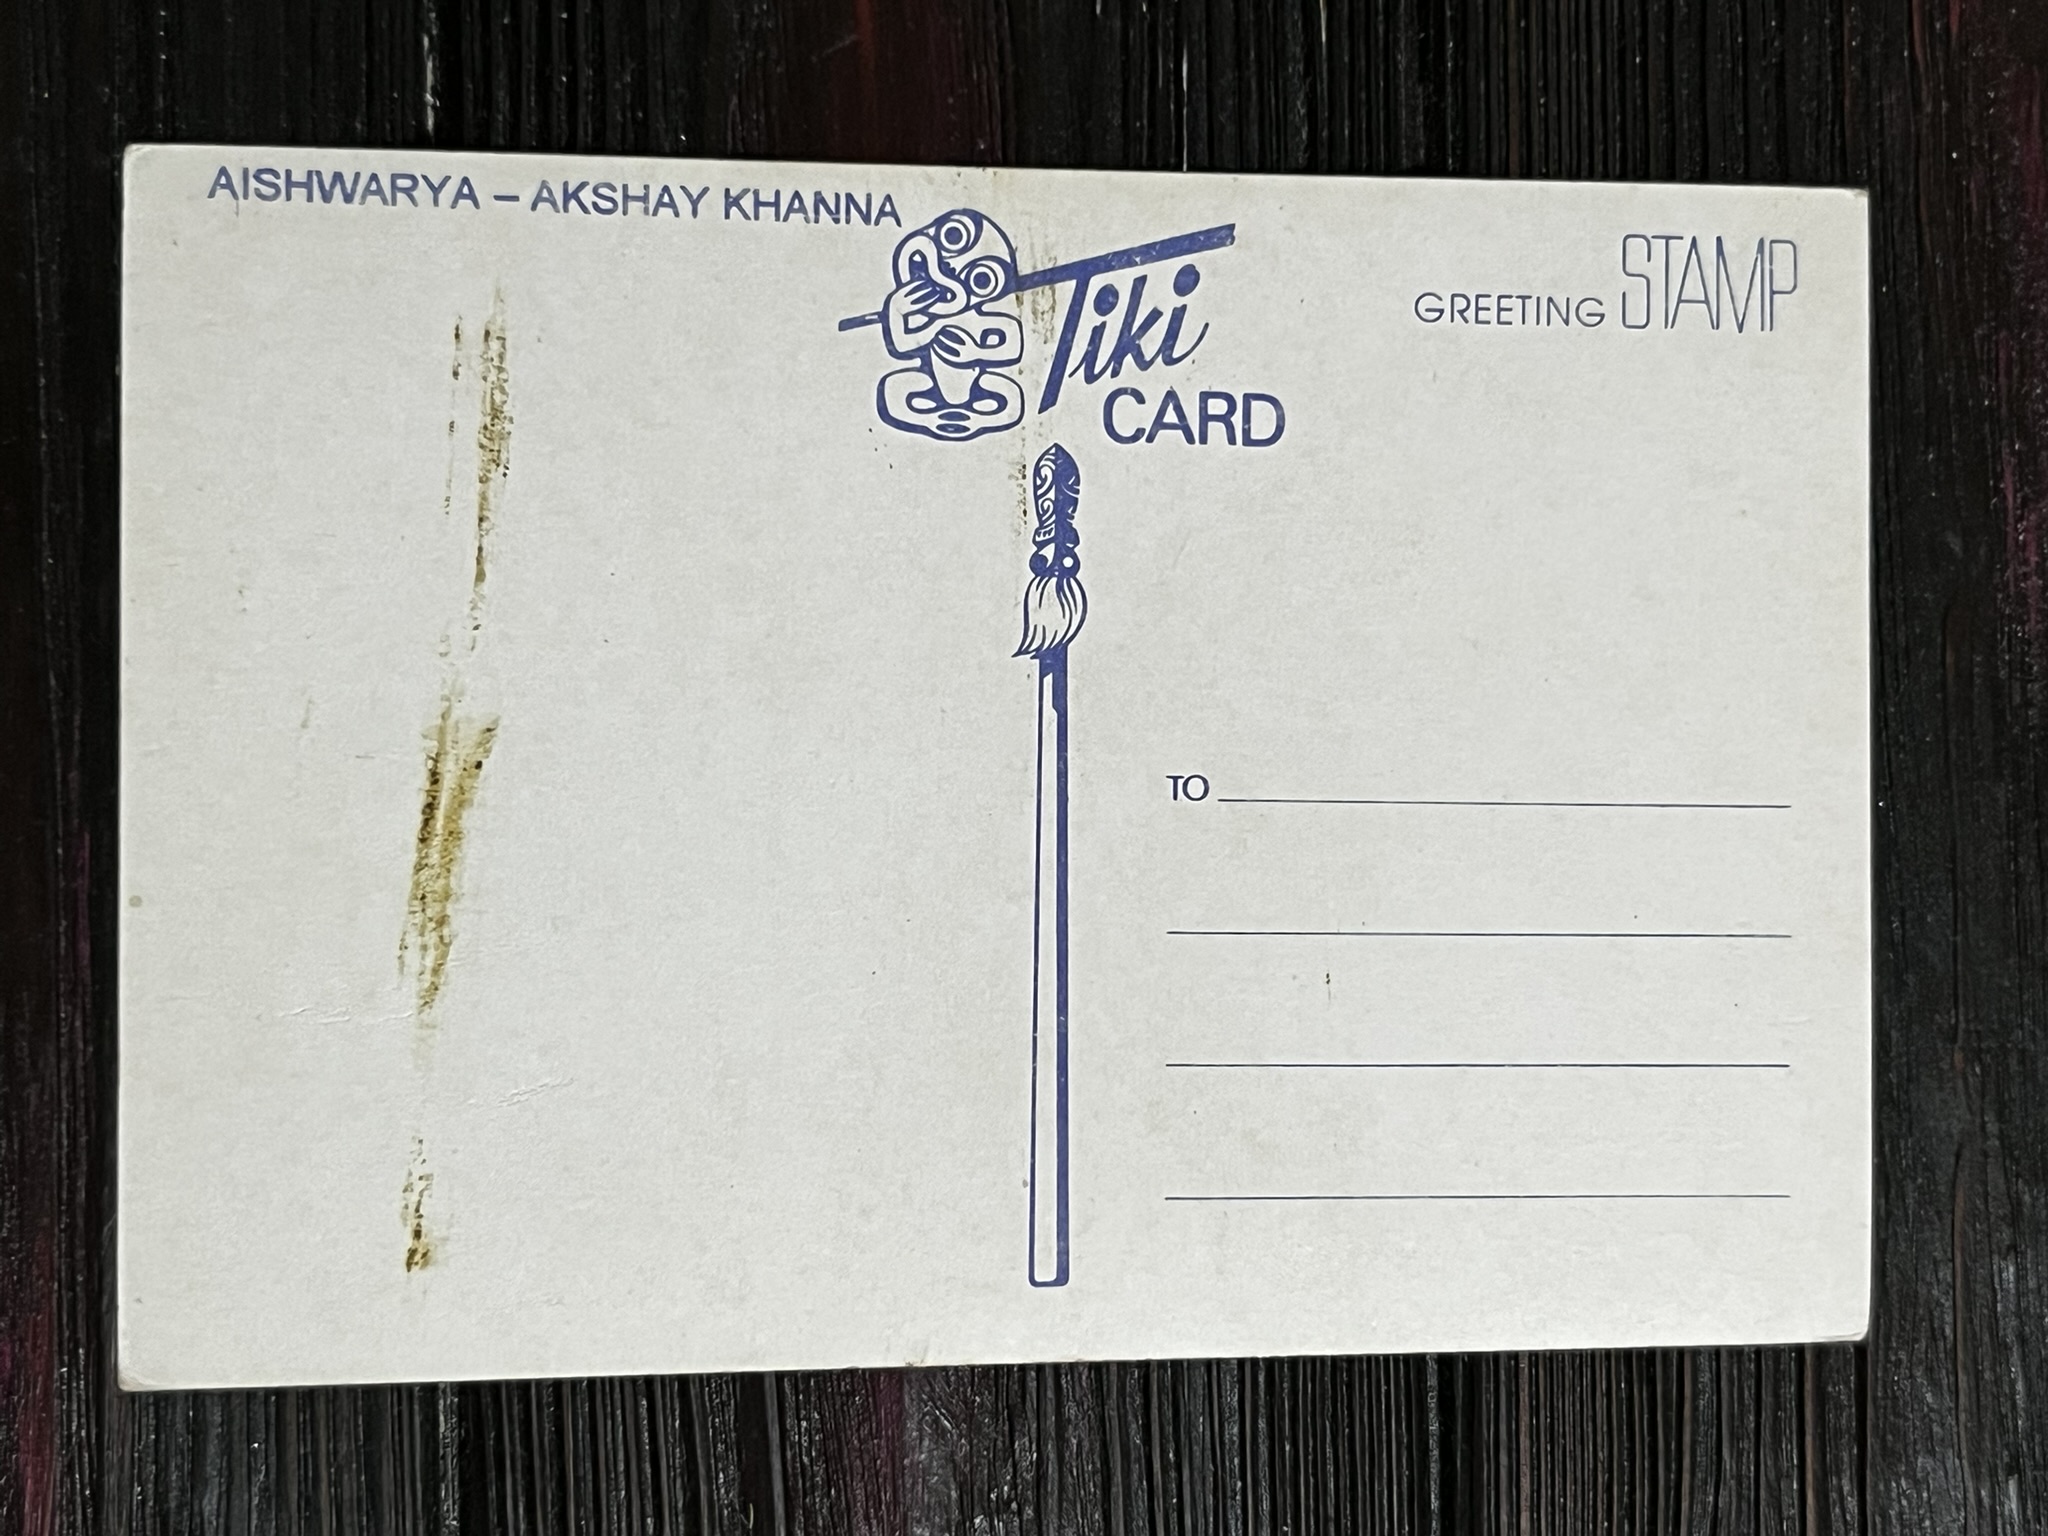 AISHWARYA – AKSHAY KHANNA
Tiki
CARD
GREETING STAMP
TO